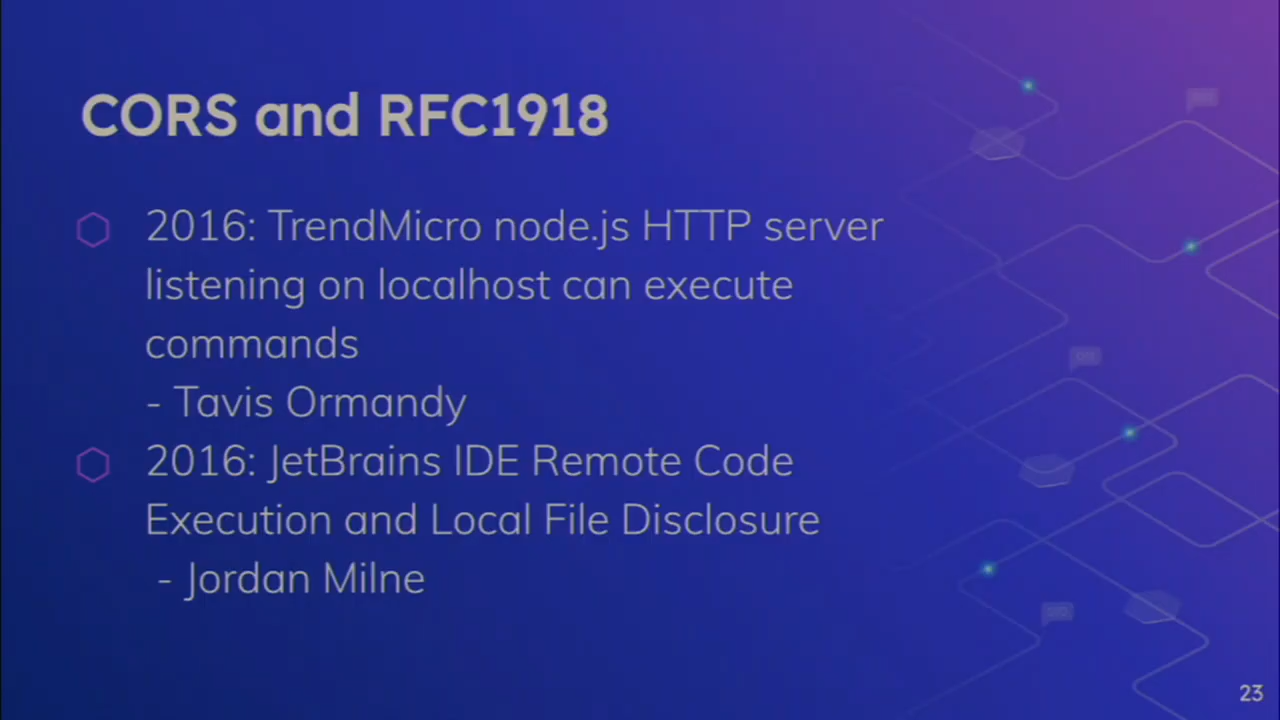 CORS and RFC1918
2016: TrendMicro node.js HTTP server
listening on localhost can execute
commands
- Tavis Ormandy
2016: JetBrains IDE Remote Code
Execution and Local File Disclosure
- Jordan Milne
23